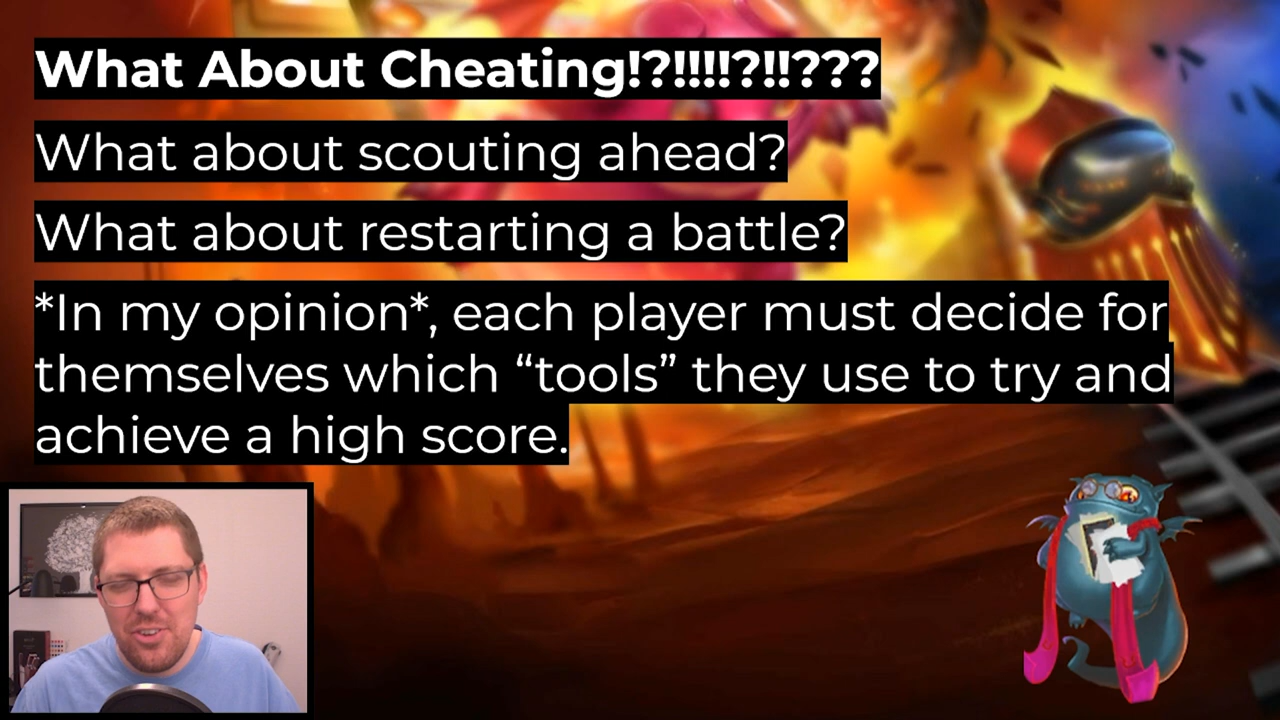 What About Cheating!?!!!!?!!???
What about scouting ahead?
What about restarting a battle?
*In my opinion*, each player must decide for
themselves which “tools” they use to try and
achieve a high score.